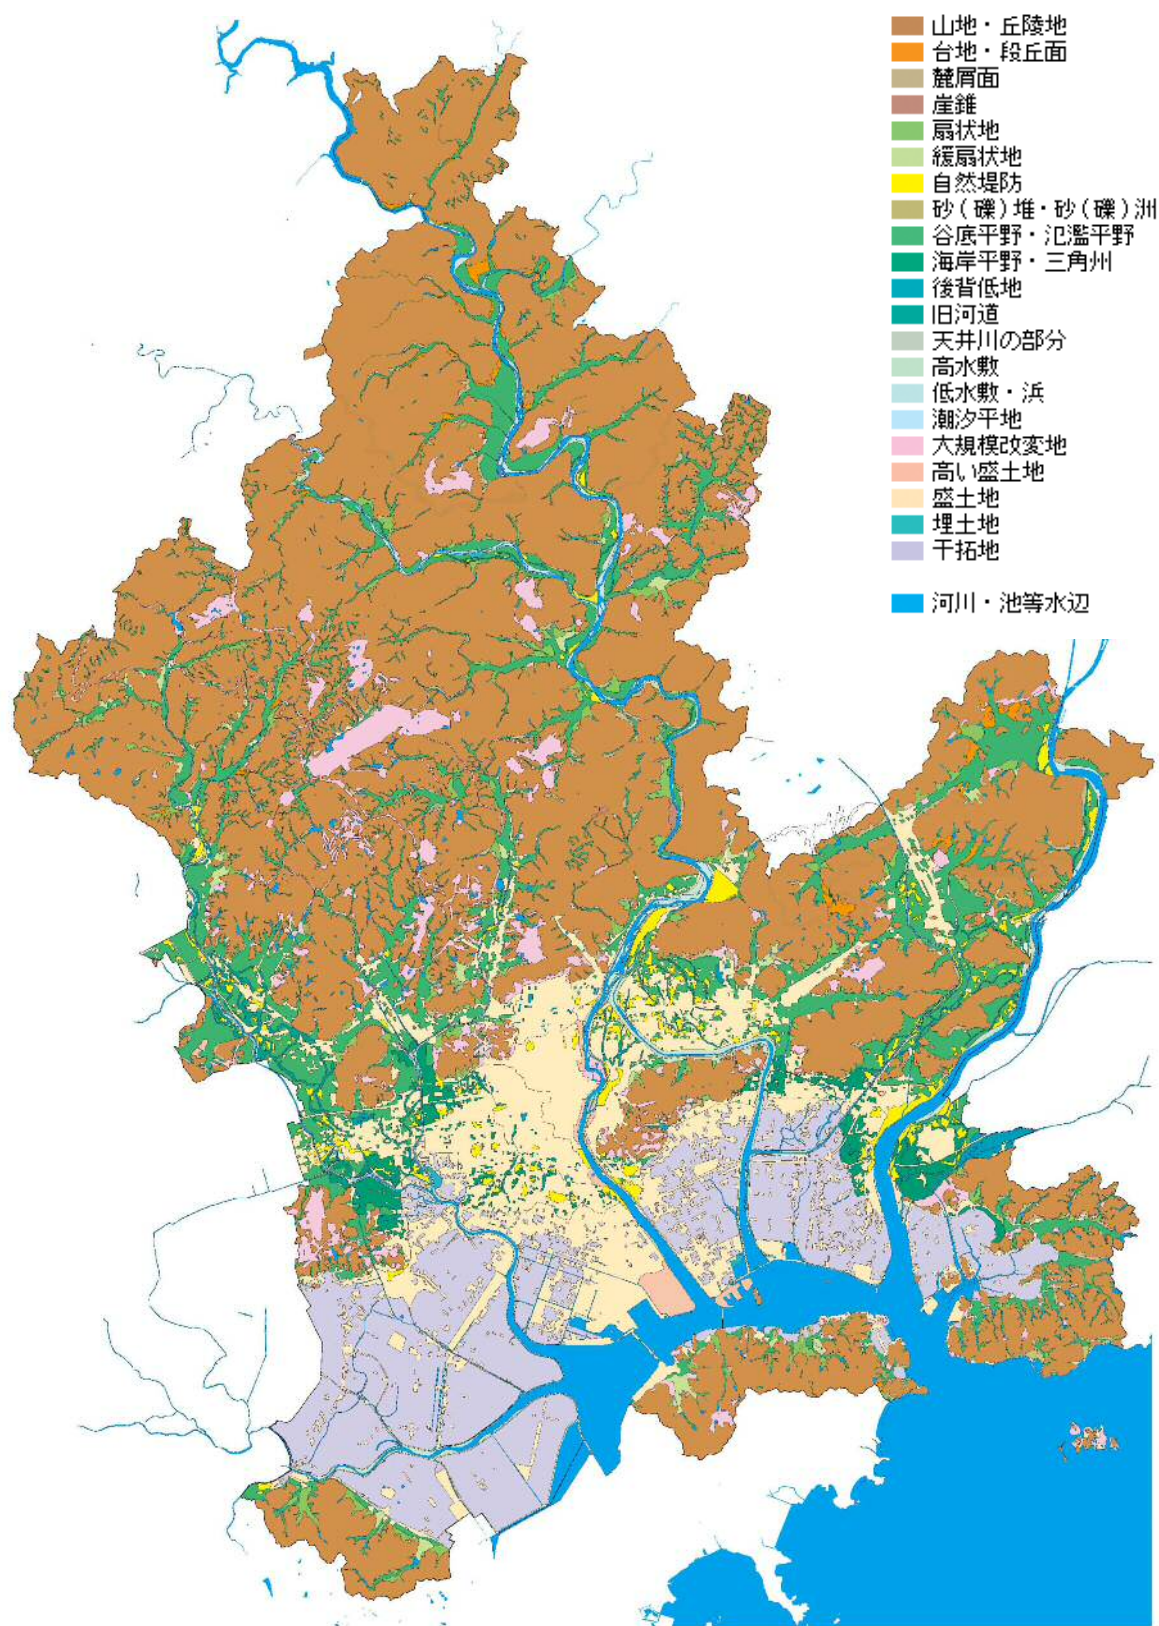 山地・丘陵地
台地・段丘面
麓屑面
崖錐
扇状地
緩扇状地
自然堤防
砂(礫)堆・砂(礫)洲
谷底平野・氾濫平野
海岸平野・三角州
後背低地
旧河道
天井川の部分
高水敷
低水敷・浜
潮汐平地
大規模改変地
高い盛土地
盛土地
埋土地
干拓地
河川・池等水辺